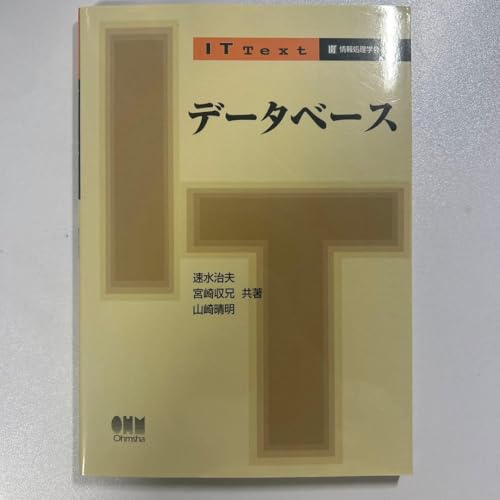 IT Text 情報処理学会
データベース
速水治夫
宮崎収兄 共著
山崎晴明
OHM
Ohmsha